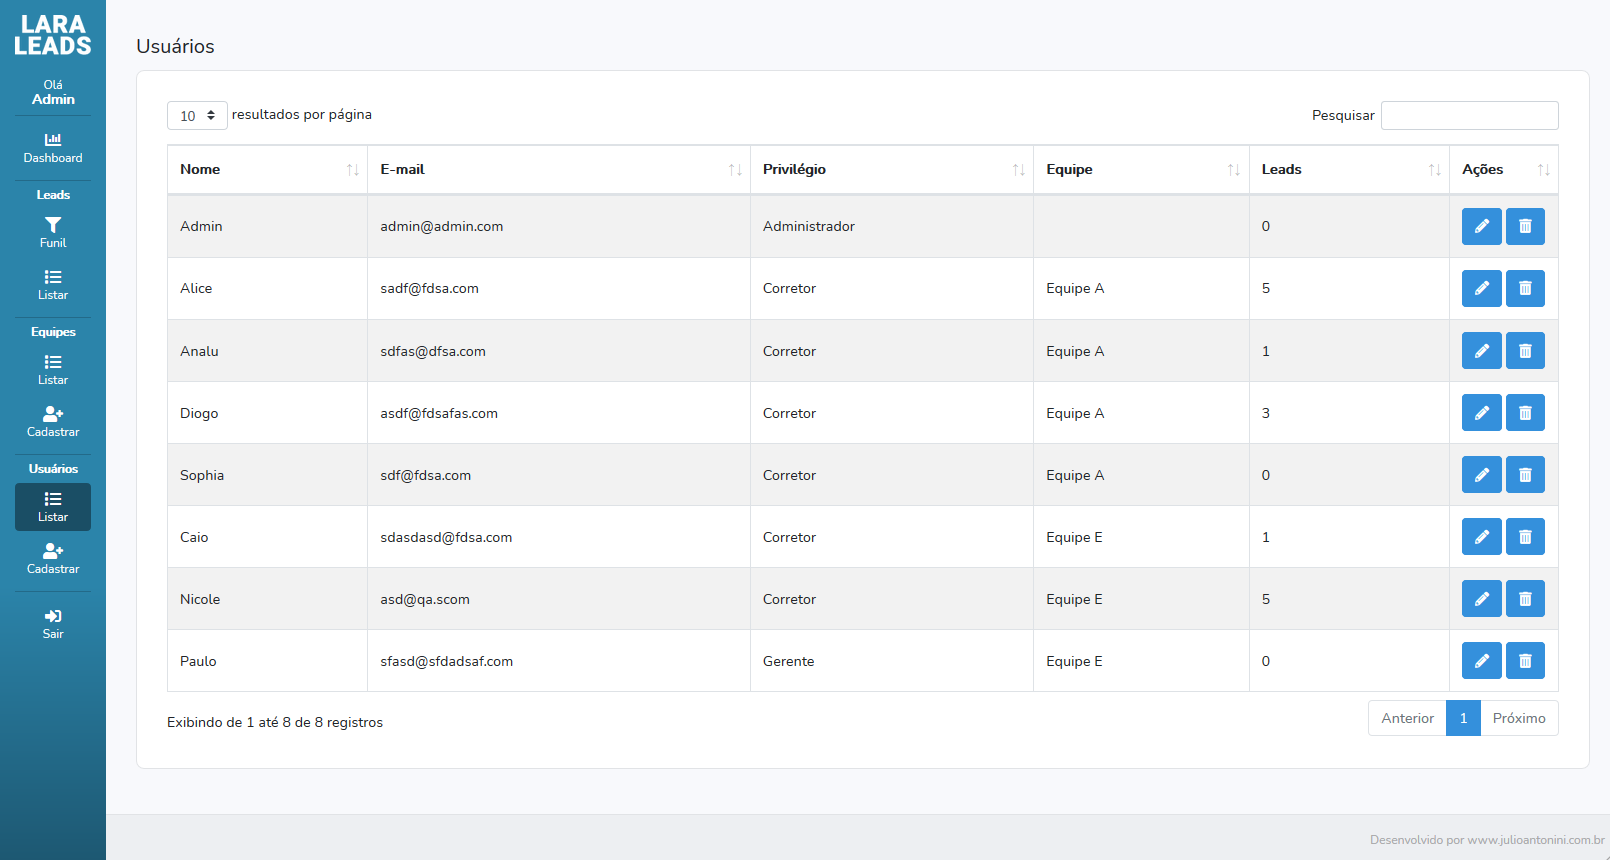 LARA
LEADS
Olá
Admin
Dashboard
Leads
Funil
Listar
Equipes
Listar
Cadastrar
Usuários
Listar
Cadastrar
Sair
Usuários
10 resultados por página
Pesquisar
Nome E-mail Privilégio Equipe Leads Ações
Admin admin@admin.com Administrador 0
Alice sadf@fdsa.com Corretor Equipe A 5
Analu sdfas@dfsa.com Corretor Equipe A 1
Diogo asdf@fdsafas.com Corretor Equipe A 3
Sophia sdf@fdsa.com Corretor Equipe A 0
Caio sdasdasd@fdsa.com Corretor Equipe E 1
Nicole asd@qa.scom Corretor Equipe E 5
Paulo sfasd@sfdadsaf.com Gerente Equipe E 0
Exibindo de 1 até 8 de 8 registros
Anterior 1 Próximo
Desenvolvido por www.julioantonini.com.br